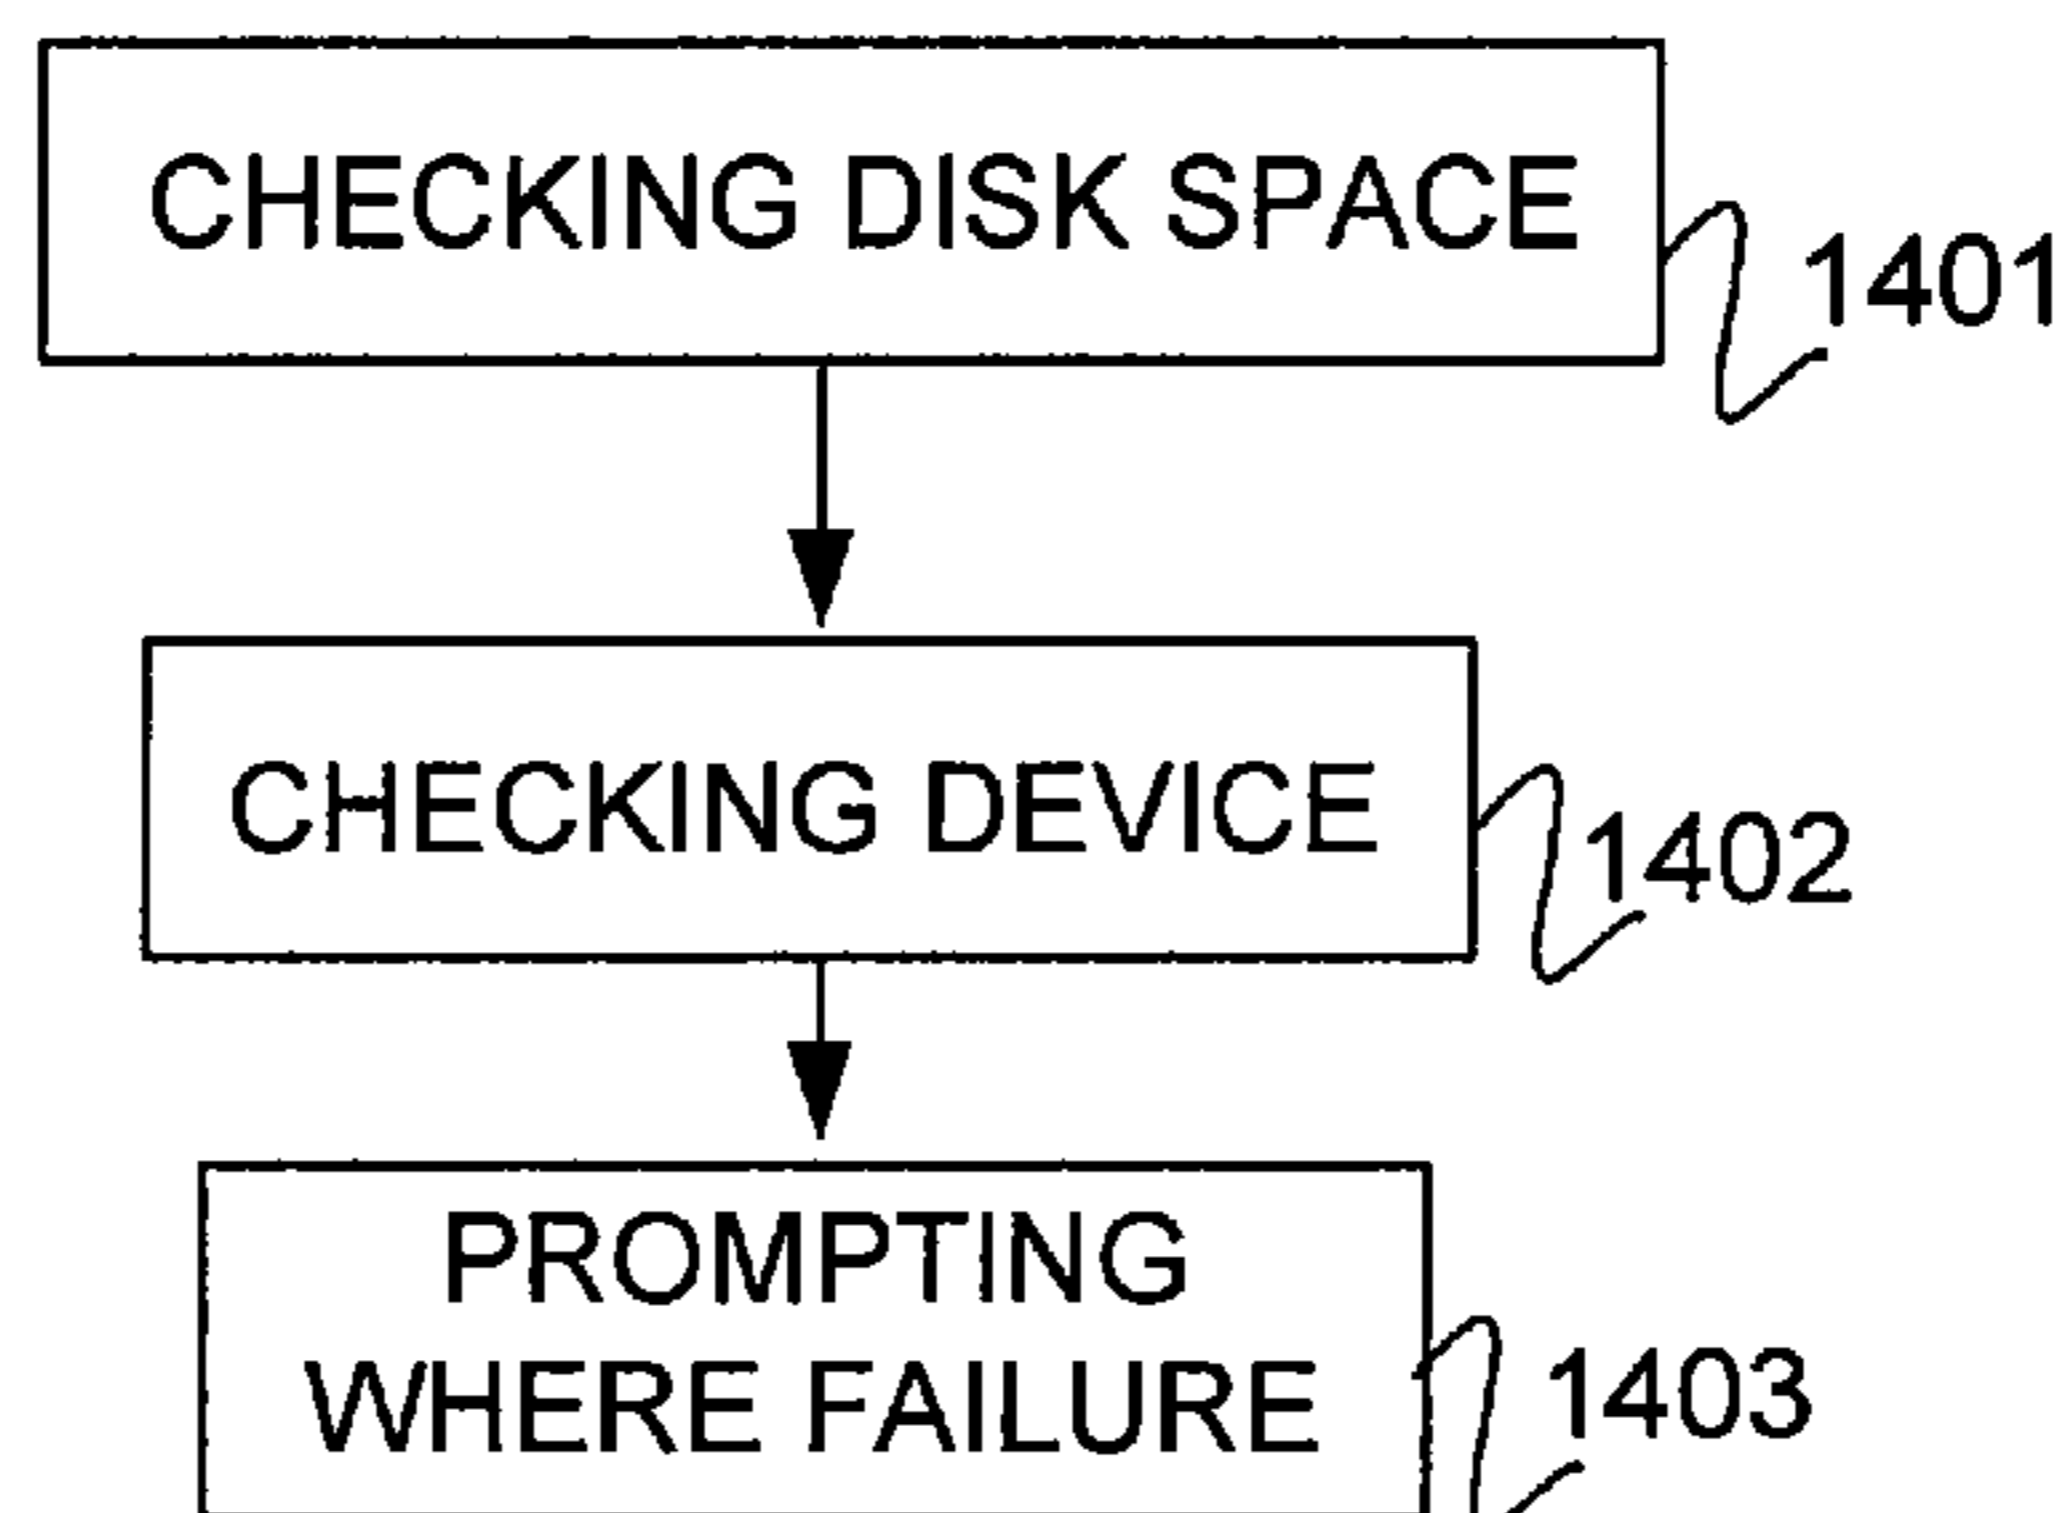 CHECKING DISK SPACE
1401
CHECKING DEVICE
1402
PROMPTING
WHERE FAILURE
1403